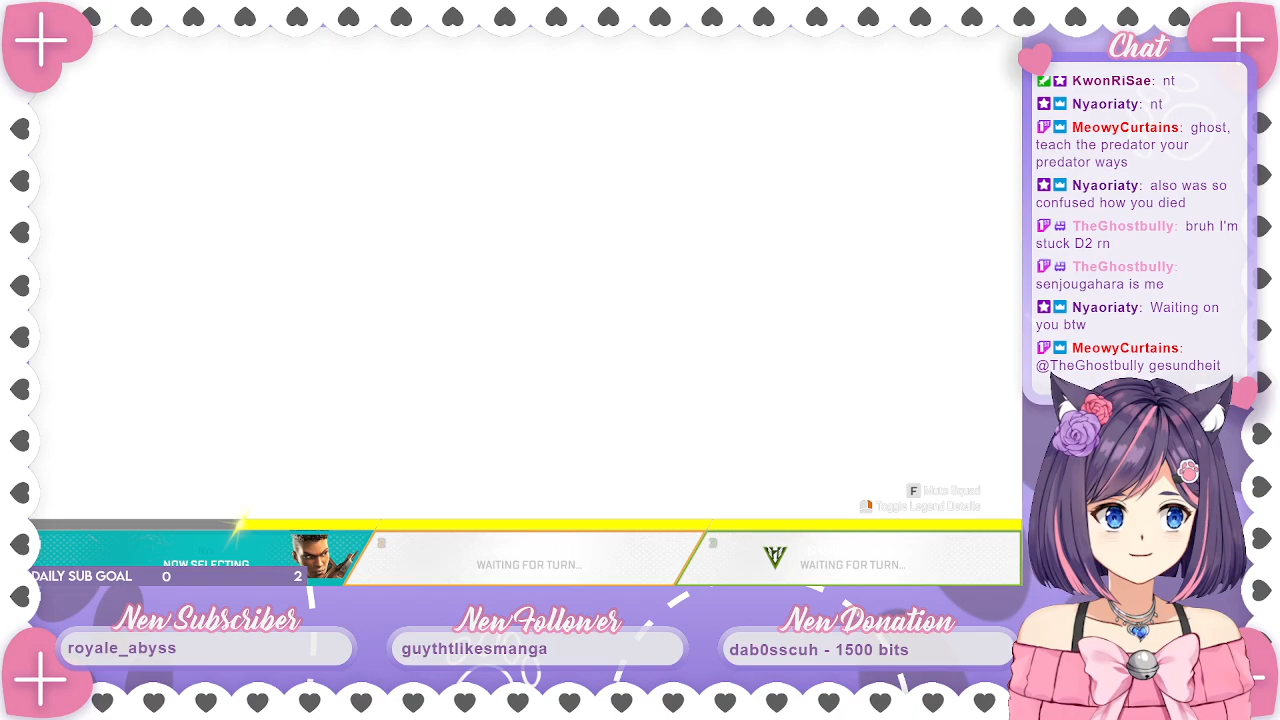 Chat
KwonRiSae: nt
Nyaoriaty: nt
MeowyCurtains: ghost,
teach the predator your
predator ways
Nyaoriaty: also was so
confused how you died
TheGhostbully: bruh I'm
stuck D2 rn
TheGhostbully:
senjougahara is me
Nyaoriaty: Waiting on
you btw
MeowyCurtains:
@TheGhostbully gesundheit
F Mute Squad
Toggle Legend Details
NOW SELECTING
WAITING FOR TURN...
WAITING FOR TURN...
DAILY SUB GOAL 0 2
New Subscriber
royale_abyss
New Follower
guythtlikesmanga
New Donation
dab0sscuh - 1500 bits